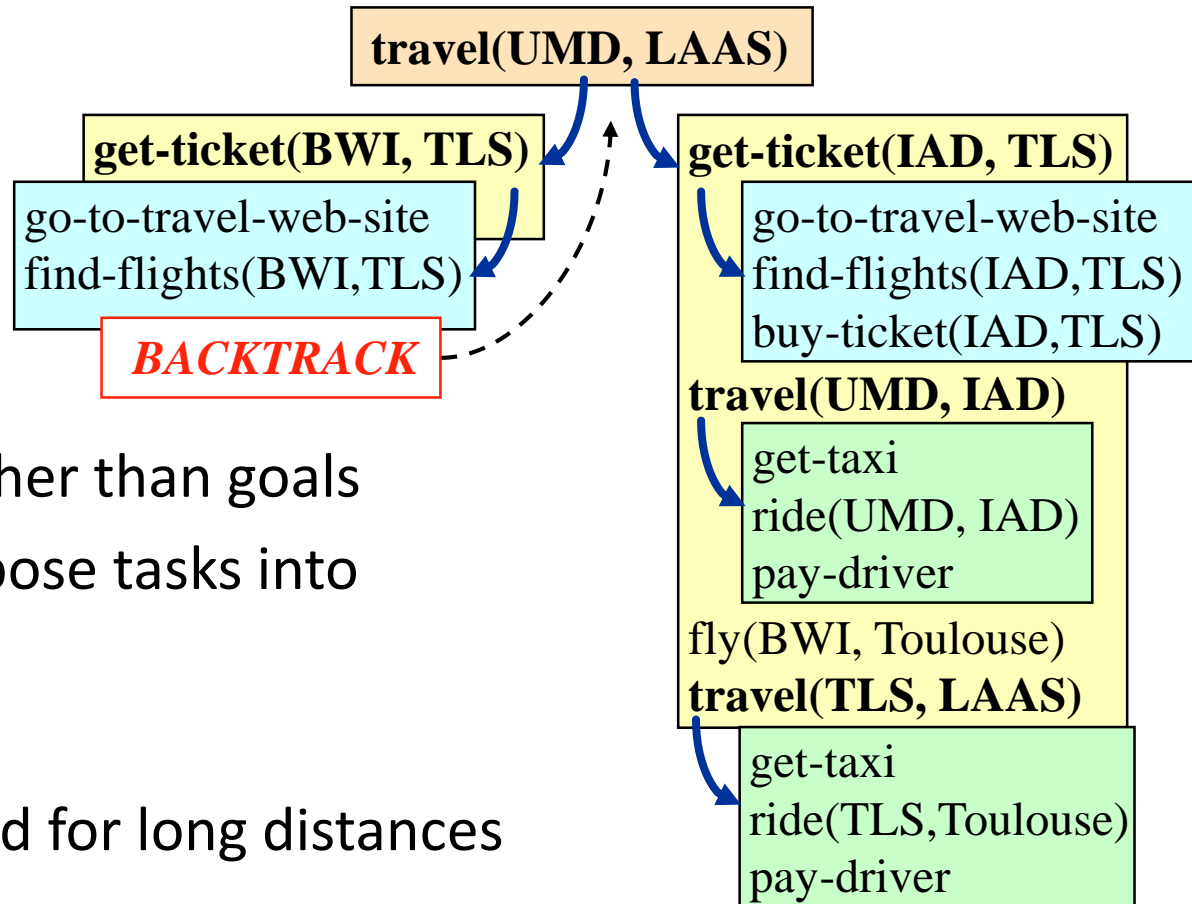 travel(UMD, LAAS)
get-ticket(BWI, TLS)
go-to-travel-web-site
find-flights(BWI,TLS)
BACKTRACK
get-ticket(IAD, TLS)
go-to-travel-web-site
find-flights(IAD,TLS)
buy-ticket(IAD,TLS)
travel(UMD, IAD)
get-taxi
ride(UMD, IAD)
pay-driver
fly(BWI, Toulouse)
travel(TLS, LAAS)
get-taxi
ride(TLS,Toulouse)
pay-driver
her than goals
pose tasks into
d for long distances